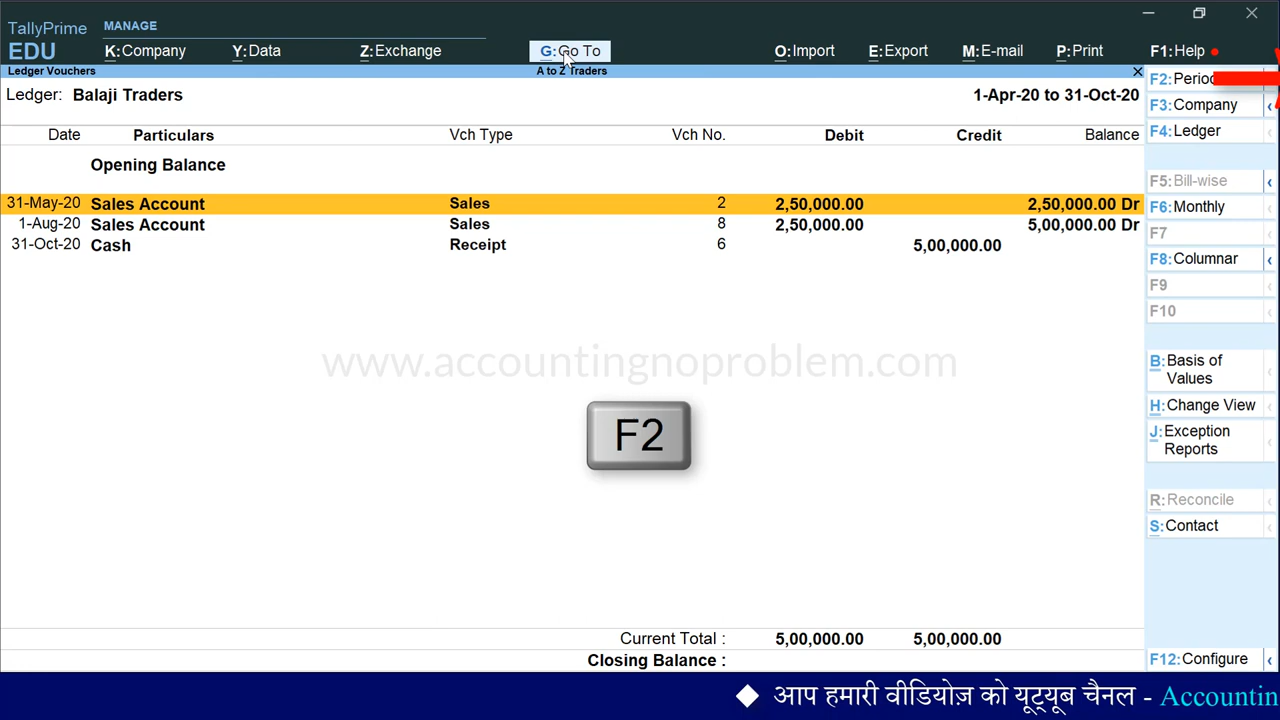 TallyPrime MANAGE
EDU K:Company Y:Data Z:Exchange G:Go To O:Import E:Export M:E-mail P:Print F1:Help
Ledger Vouchers A to Z Traders
Ledger: Balaji Traders 1-Apr-20 to 31-Oct-20
Date Particulars Vch Type Vch No. Debit Credit Balance
Opening Balance
31-May-20 Sales Account Sales 2 2,50,000.00 2,50,000.00 Dr
1-Aug-20 Sales Account Sales 8 2,50,000.00 5,00,000.00 Dr
31-Oct-20 Cash Receipt 6 5,00,000.00
www.accountingnoproblem.com
F2
Current Total : 5,00,000.00 5,00,000.00
Closing Balance :
F2:Perioc
F3:Company
F4:Ledger
F5:Bill-wise
F6:Monthly
F7
F8:Columnar
F9
F10
B:Basis of
Values
H:Change View
J:Exception
Reports
R:Reconcile
S:Contact
F12:Configure
आप हमारी वीडियोज़ को यूट्यूब चैनल - Accountin